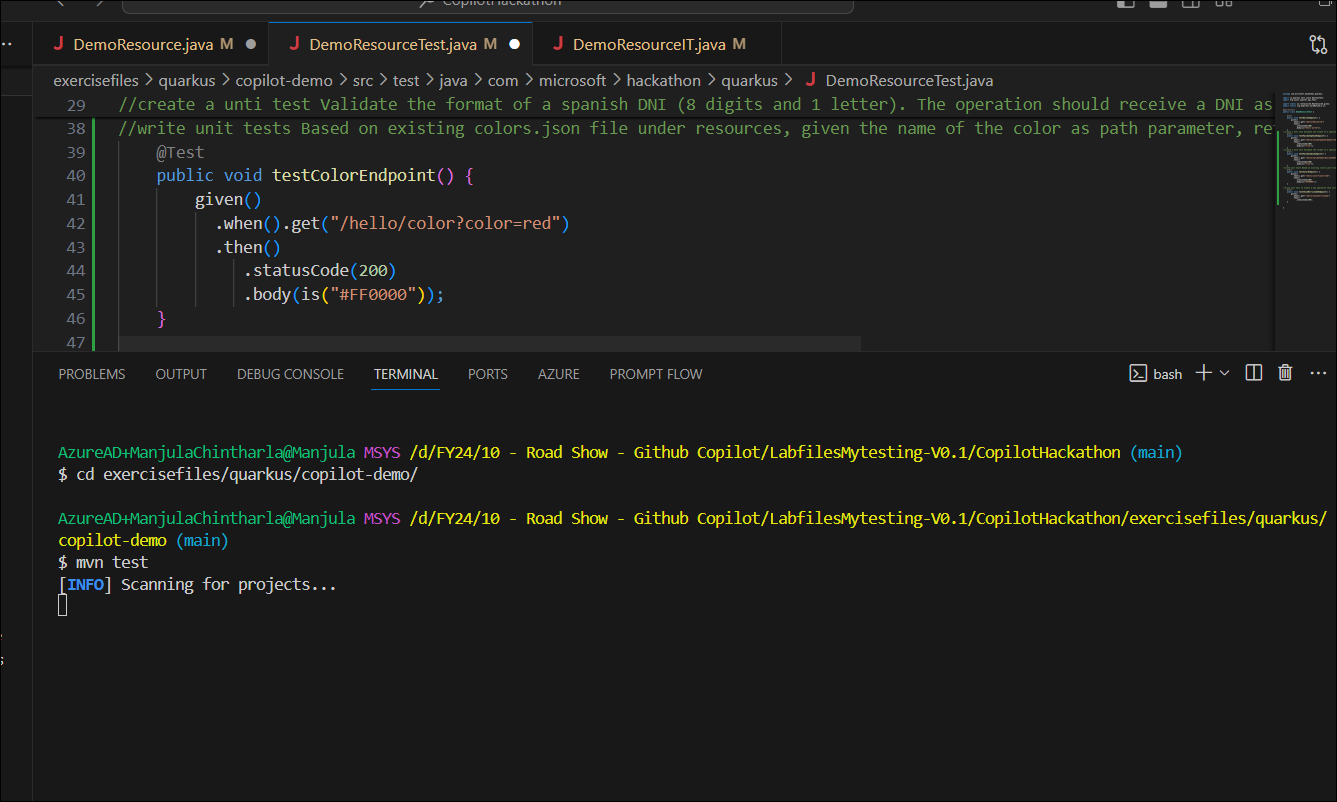 CopilotHackathon
DemoResource.java M
DemoResourceTest.java M
DemoResourceIT.java M
exercisefiles > quarkus > copilot-demo > src > test > java > com > microsoft > hackathon > quarkus > DemoResourceTest.java
29 //create a unti test Validate the format of a spanish DNI (8 digits and 1 letter). The operation should receive a DNI as
38 //write unit tests Based on existing colors.json file under resources, given the name of the color as path parameter, re
39 @Test
40 public void testColorEndpoint() {
41 given()
42 .when().get("/hello/color?color=red")
43 .then()
44 .statusCode(200)
45 .body(is("#FF0000"));
46 }
47
PROBLEMS OUTPUT DEBUG CONSOLE TERMINAL PORTS AZURE PROMPT FLOW bash
AzureAD+ManjulaChintharla@Manjula MSYS /d/FY24/10 - Road Show - Github Copilot/LabfilesMytesting-V0.1/CopilotHackathon (main)
$ cd exercisefiles/quarkus/copilot-demo/
AzureAD+ManjulaChintharla@Manjula MSYS /d/FY24/10 - Road Show - Github Copilot/LabfilesMytesting-V0.1/CopilotHackathon/exercisefiles/quarkus/
copilot-demo (main)
$ mvn test
[INFO] Scanning for projects...